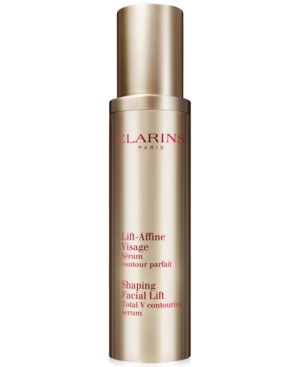 CLARINS
PARIS
Lift-Affine
Visage
Sérum
contour parfait
Shaping
Facial Lift
Total V contouring
serum